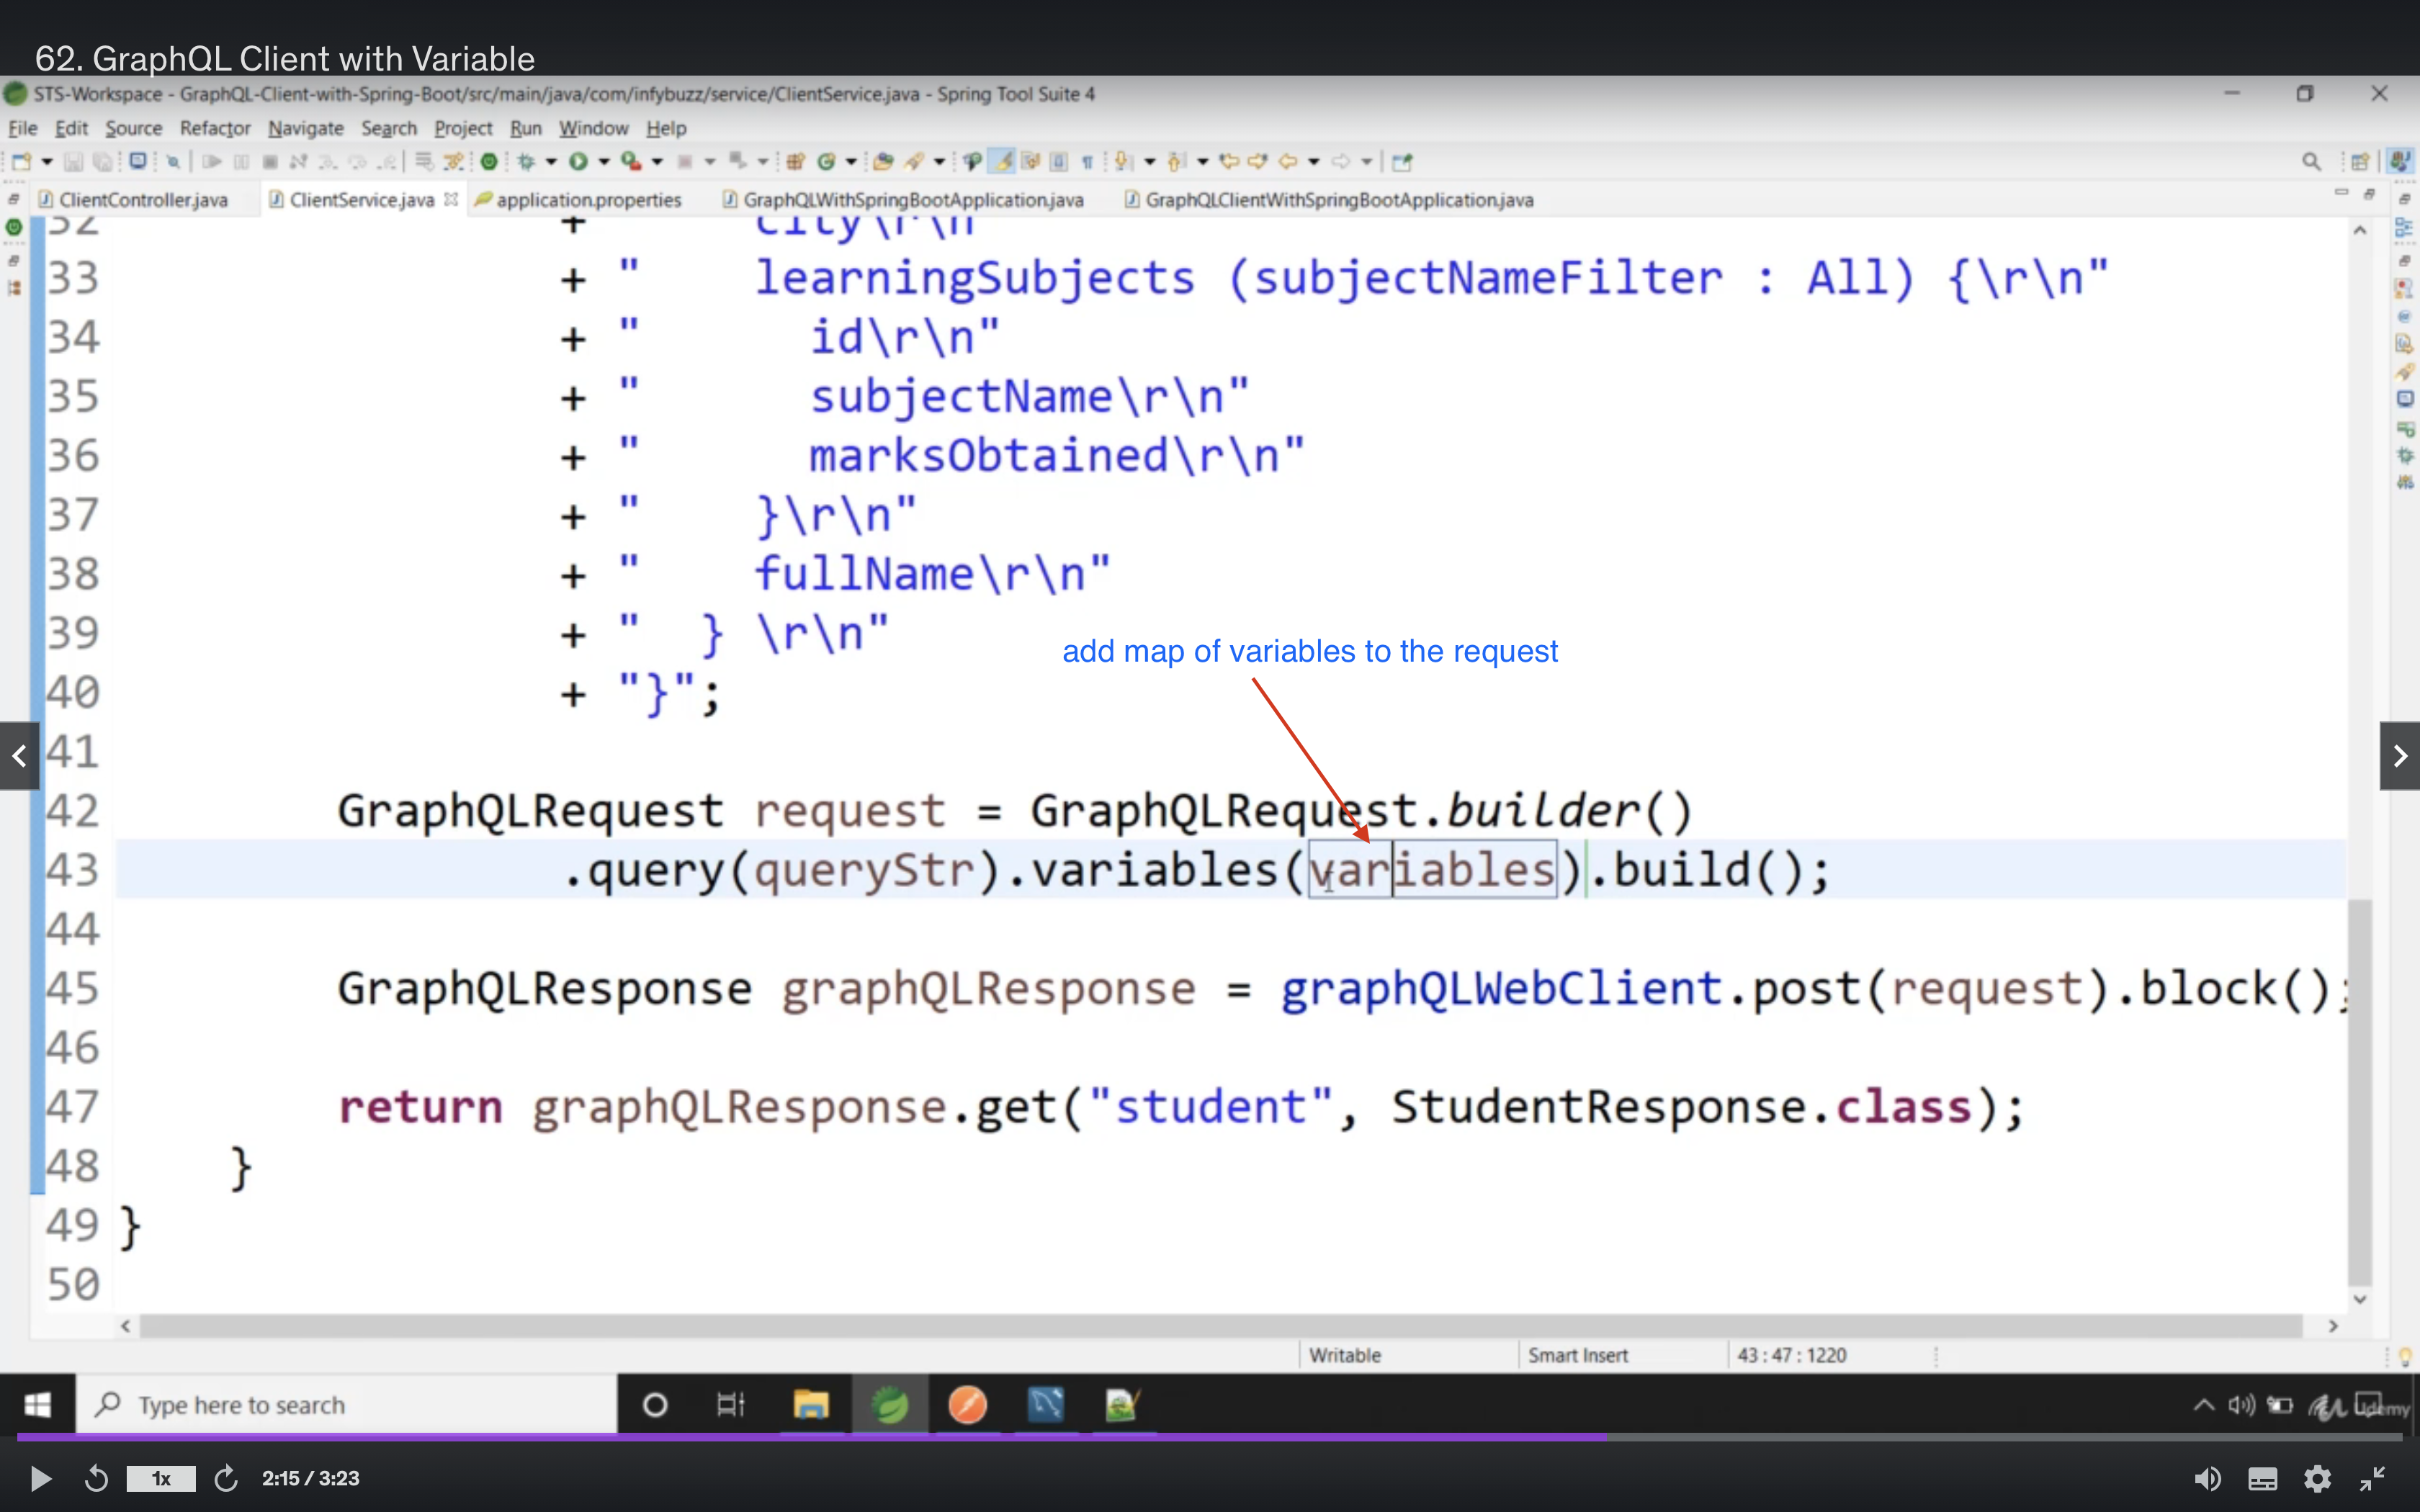 62. GraphQL Client with Variable
STS-Workspace - GraphQL-Client-with-Spring-Boot/src/main/java/com/infybuzz/service/ClientService.java - Spring Tool Suite 4
File Edit Source Refactor Navigate Search Project Run Window Help
ClientController.java ClientService.java application.properties GraphQLWithSpringBootApplication.java GraphQLClientWithSpringBootApplication.java
32 + city\r\n
33 + "    learningSubjects (subjectNameFilter : All) {\r\n"
34 + "      id\r\n"
35 + "      subjectName\r\n"
36 + "      marksObtained\r\n"
37 + "    }\r\n"
38 + "    fullName\r\n"
39 + "  } \r\n"
add map of variables to the request
40 + "}";
41
42 GraphQLRequest request = GraphQLRequest.builder()
43 .query(queryStr).variables(variables).build();
44
45 GraphQLResponse graphQLResponse = graphQLWebClient.post(request).block();
46
47 return graphQLResponse.get("student", StudentResponse.class);
48 }
49 }
50
Writable Smart Insert 43 : 47 : 1220
Type here to search
Udemy
1x 2:15 / 3:23